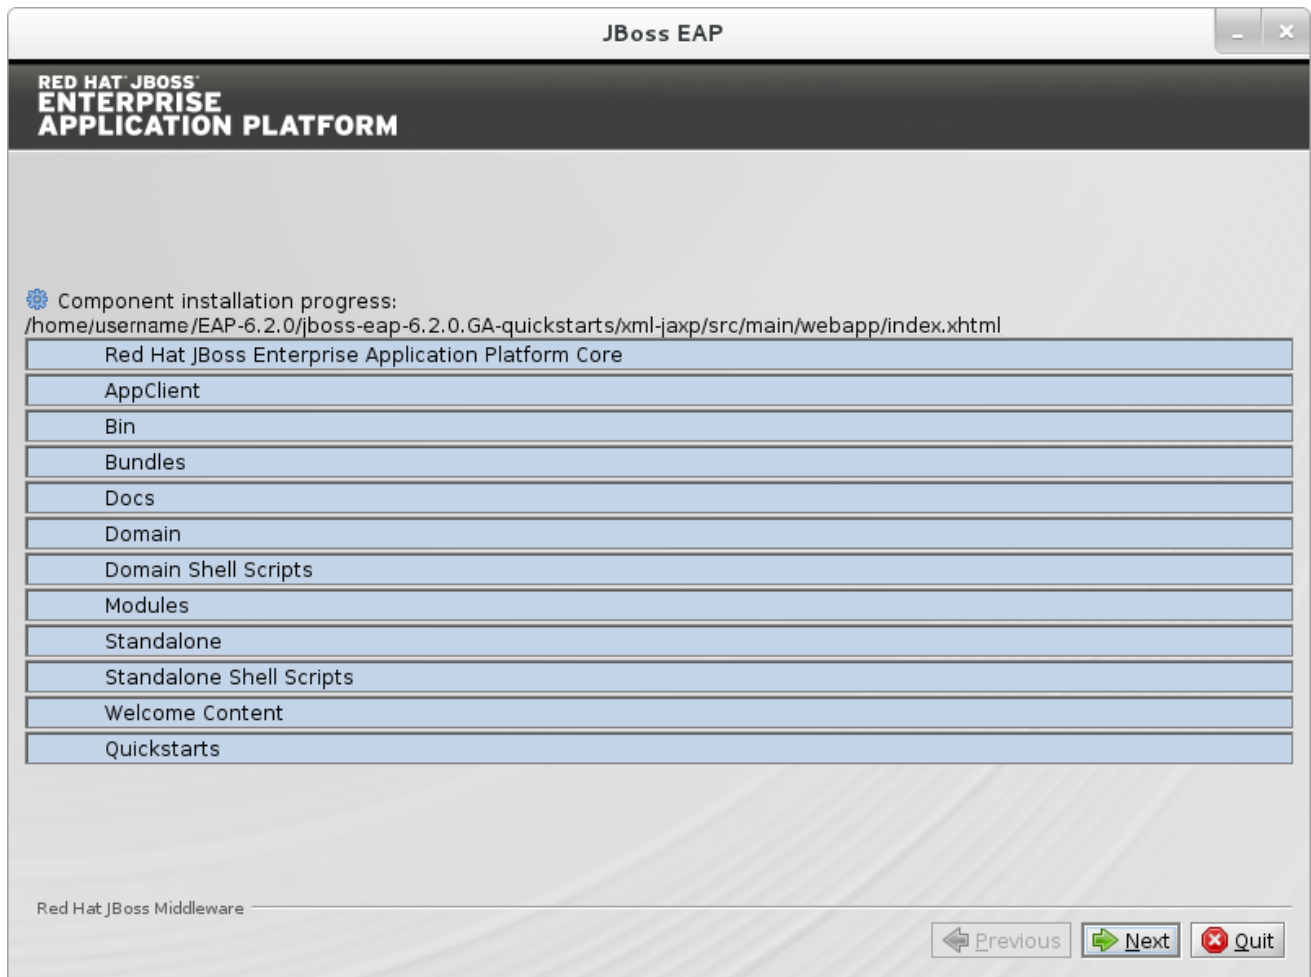 JBoss EAP
RED HAT JBOSS
ENTERPRISE
APPLICATION PLATFORM
Component installation progress:
/home/username/EAP-6.2.0/jboss-eap-6.2.0.GA-quickstarts/xml-jaxp/src/main/webapp/index.xhtml
Red Hat JBoss Enterprise Application Platform Core
AppClient
Bin
Bundles
Docs
Domain
Domain Shell Scripts
Modules
Standalone
Standalone Shell Scripts
Welcome Content
Quickstarts
Red Hat JBoss Middleware
Previous Next Quit